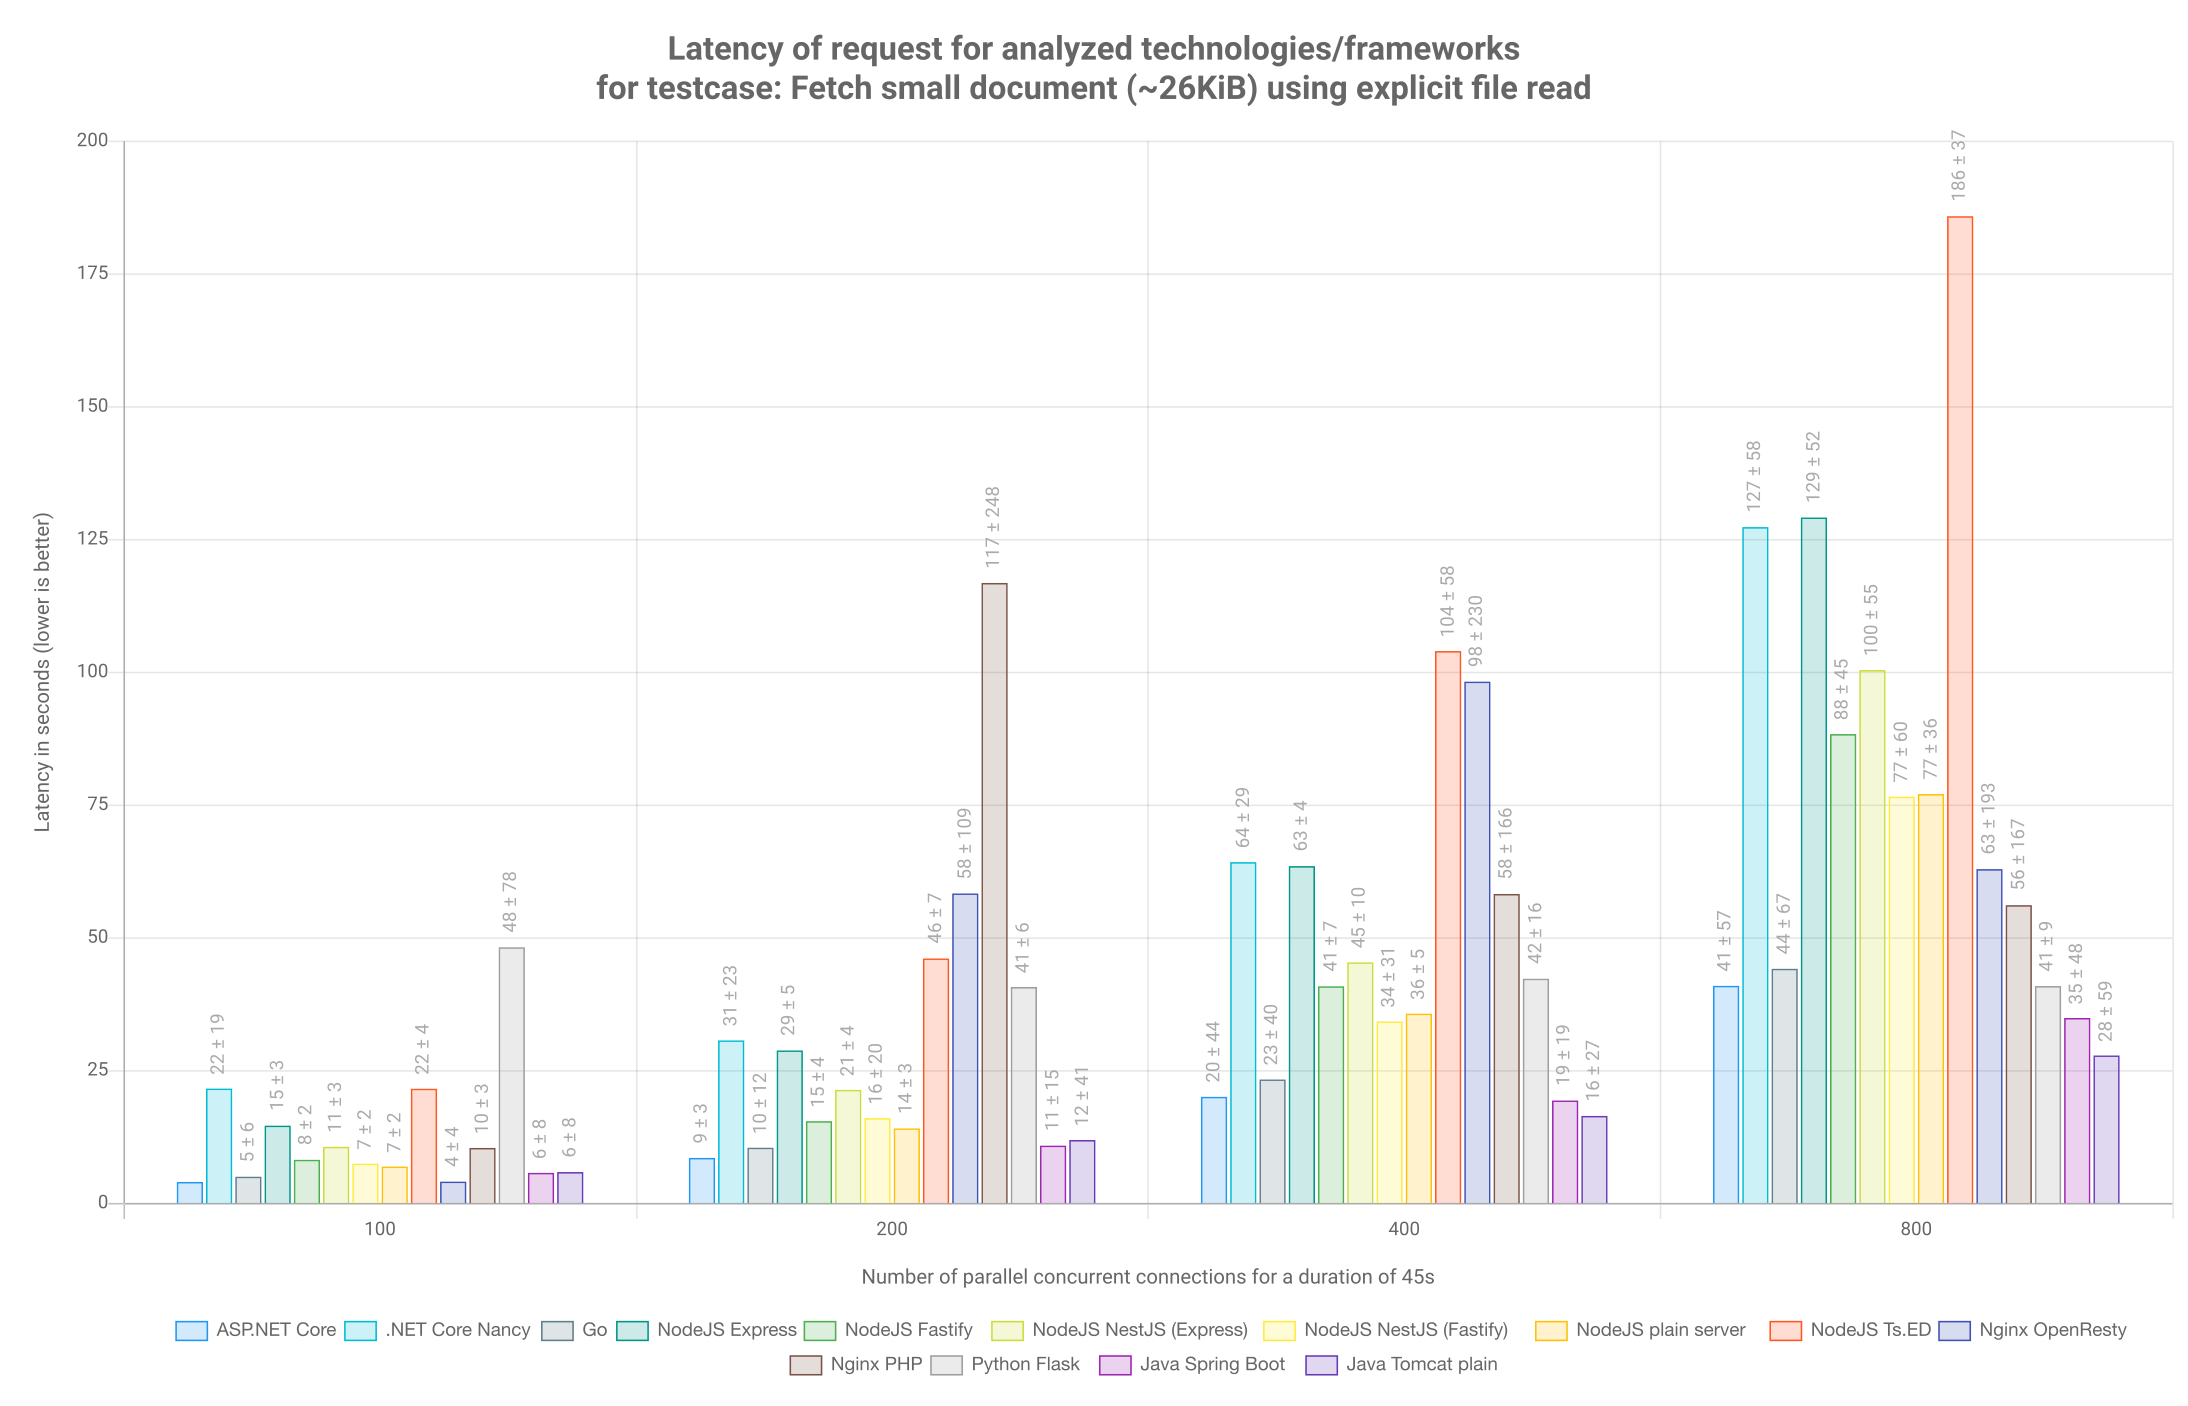 Latency of request for analyzed technologies/frameworks
for testcase: Fetch small document (~26KiB) using explicit file read
Latency in seconds (lower is better)
200
175
150
125
100
75
50
25
0
22 ± 19
5 ± 6
15 ± 3
8 ± 2
11 ± 3
7 ± 2
7 ± 2
22 ± 4
4 ± 4
10 ± 3
48 ± 78
6 ± 8
6 ± 8
9 ± 3
31 ± 23
10 ± 12
29 ± 5
15 ± 4
21 ± 4
16 ± 20
14 ± 3
46 ± 7
58 ± 109
117 ± 248
41 ± 6
11 ± 15
12 ± 41
20 ± 44
64 ± 29
23 ± 40
63 ± 4
41 ± 7
45 ± 10
34 ± 31
36 ± 5
104 ± 58
98 ± 230
58 ± 166
42 ± 16
19 ± 19
16 ± 27
41 ± 57
127 ± 58
44 ± 67
129 ± 52
88 ± 45
100 ± 55
77 ± 60
77 ± 36
186 ± 37
63 ± 193
56 ± 167
41 ± 9
35 ± 48
28 ± 59
100
200
400
800
Number of parallel concurrent connections for a duration of 45s
ASP.NET Core
.NET Core Nancy
Go
NodeJS Express
NodeJS Fastify
NodeJS NestJS (Express)
NodeJS NestJS (Fastify)
NodeJS plain server
NodeJS Ts.ED
Nginx OpenResty
Nginx PHP
Python Flask
Java Spring Boot
Java Tomcat plain